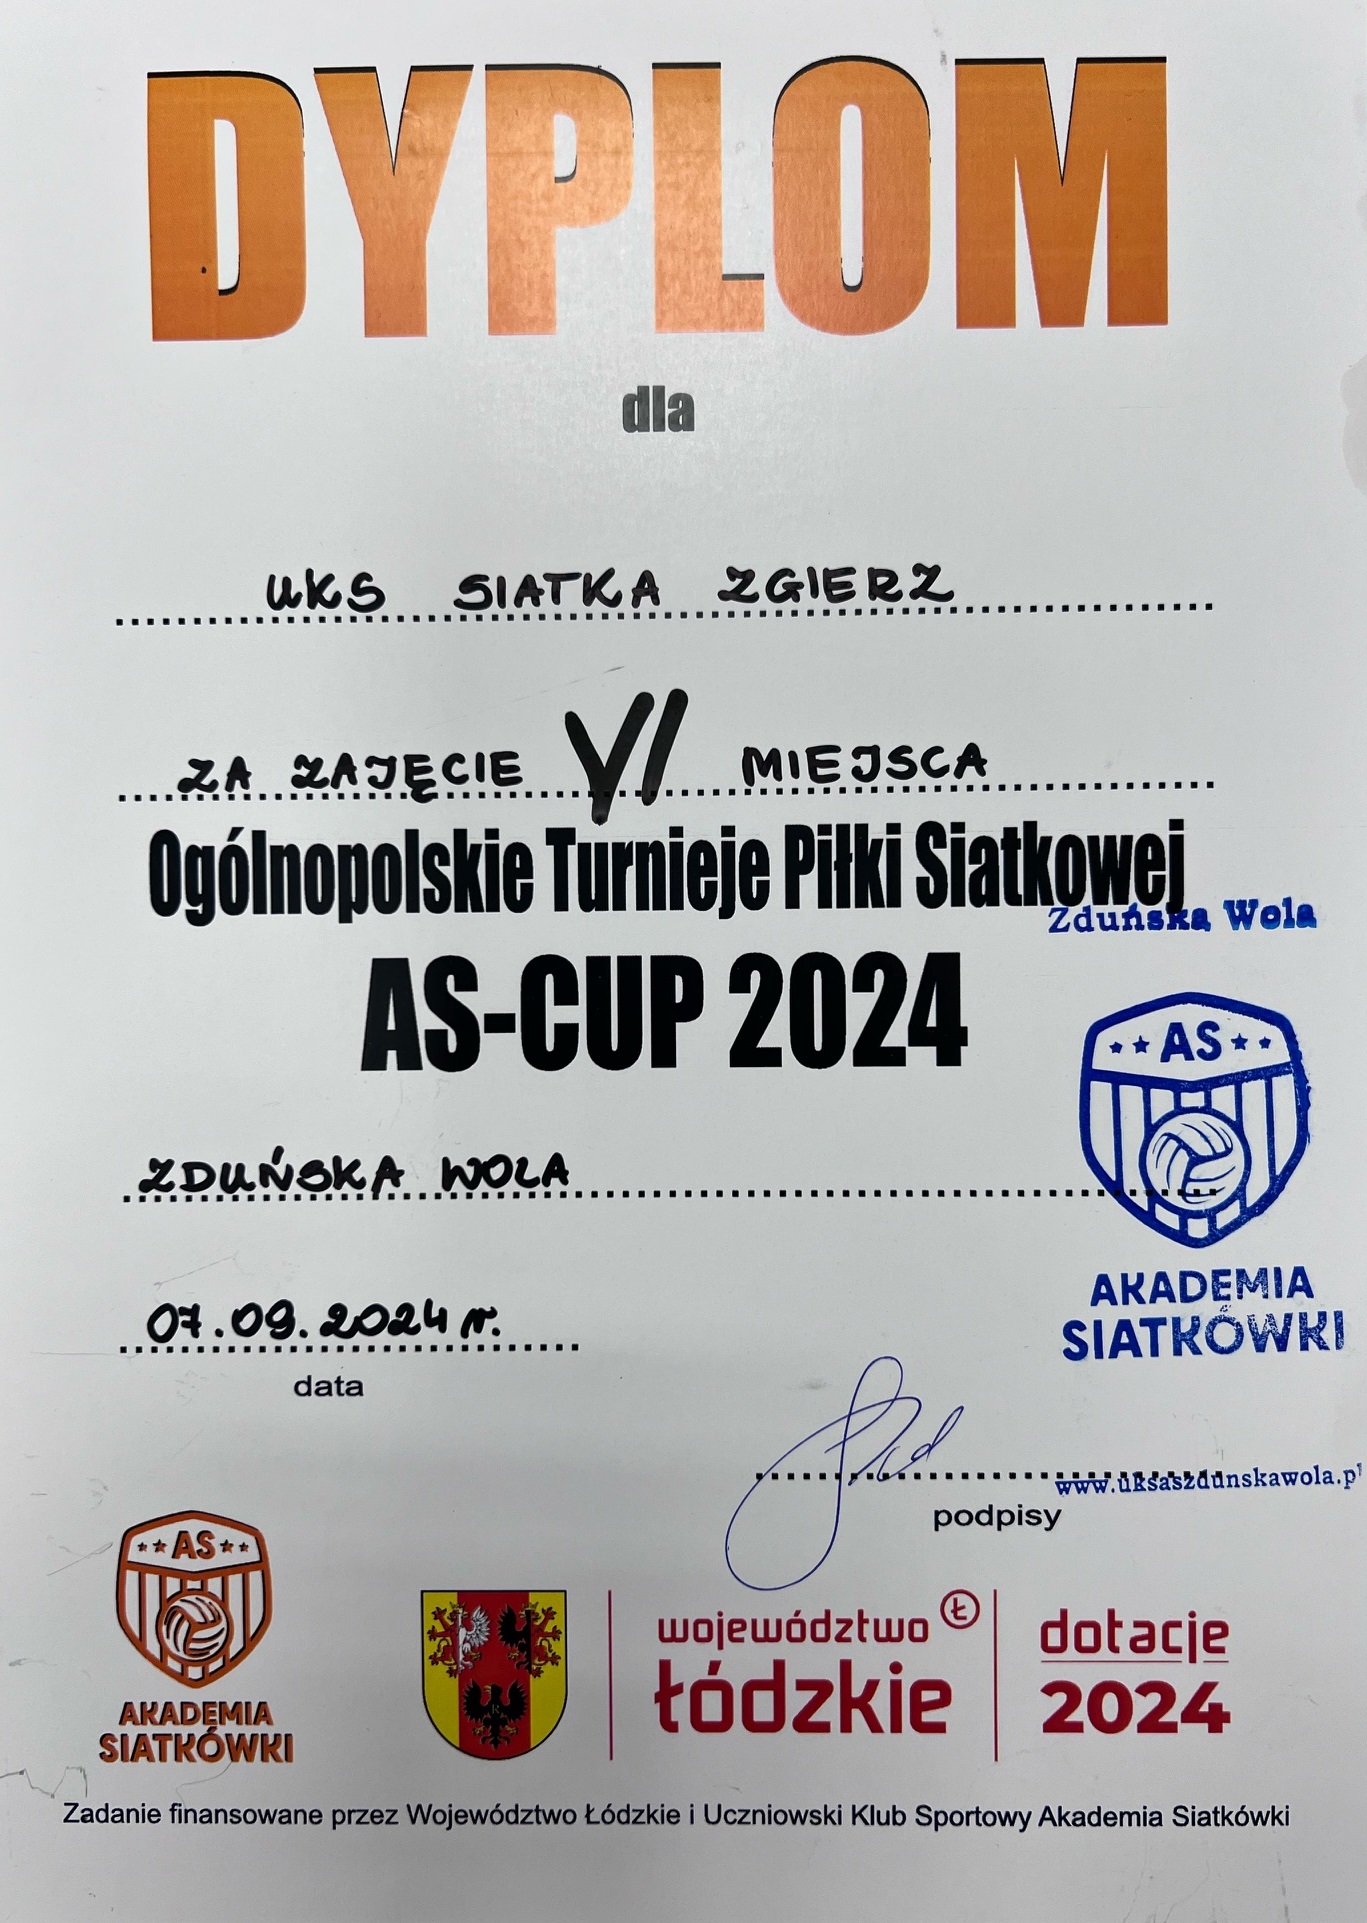 DYPLOM
dla
UKS SIATKA ZGIERZ
ZA ZAJĘCIE VI MIEJSCA
Ogólnopolskie Turnieje Piłki Siatkowej
Zduńska Wola
AS-CUP 2024
AS
ZDUŃSKA WOLA
AKADEMIA
SIATKÓWKI
07.09.2024 r.
data
www.uksaszdunskawola.pl
podpisy
AS
AKADEMIA
SIATKÓWKI
województwo Ł
łódzkie
dotacje
2024
Zadanie finansowane przez Województwo Łódzkie i Uczniowski Klub Sportowy Akademia Siatkówki